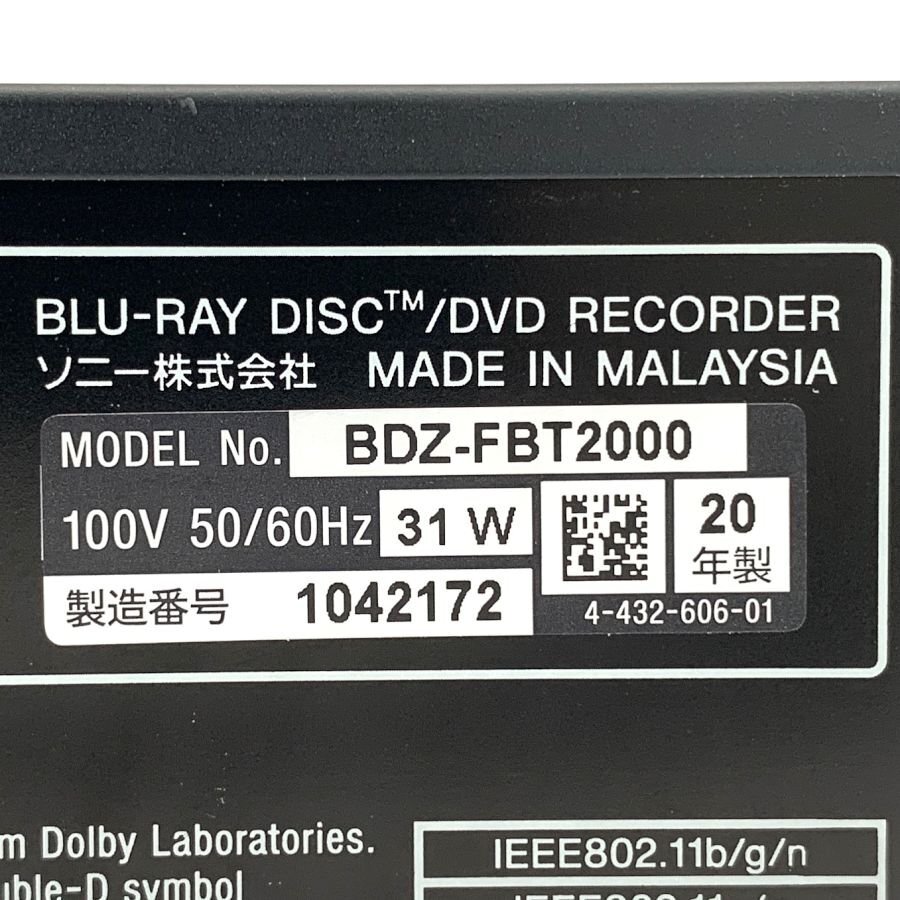 BLU-RAY DISC™/DVD RECORDER
ソニー株式会社 MADE IN MALAYSIA
MODEL No. BDZ-FBT2000
100V 50/60Hz 31 W
20
年製
製造番号 1042172
4-432-606-01
m Dolby Laboratories.
uble-D symbol
IEEE802.11b/g/n